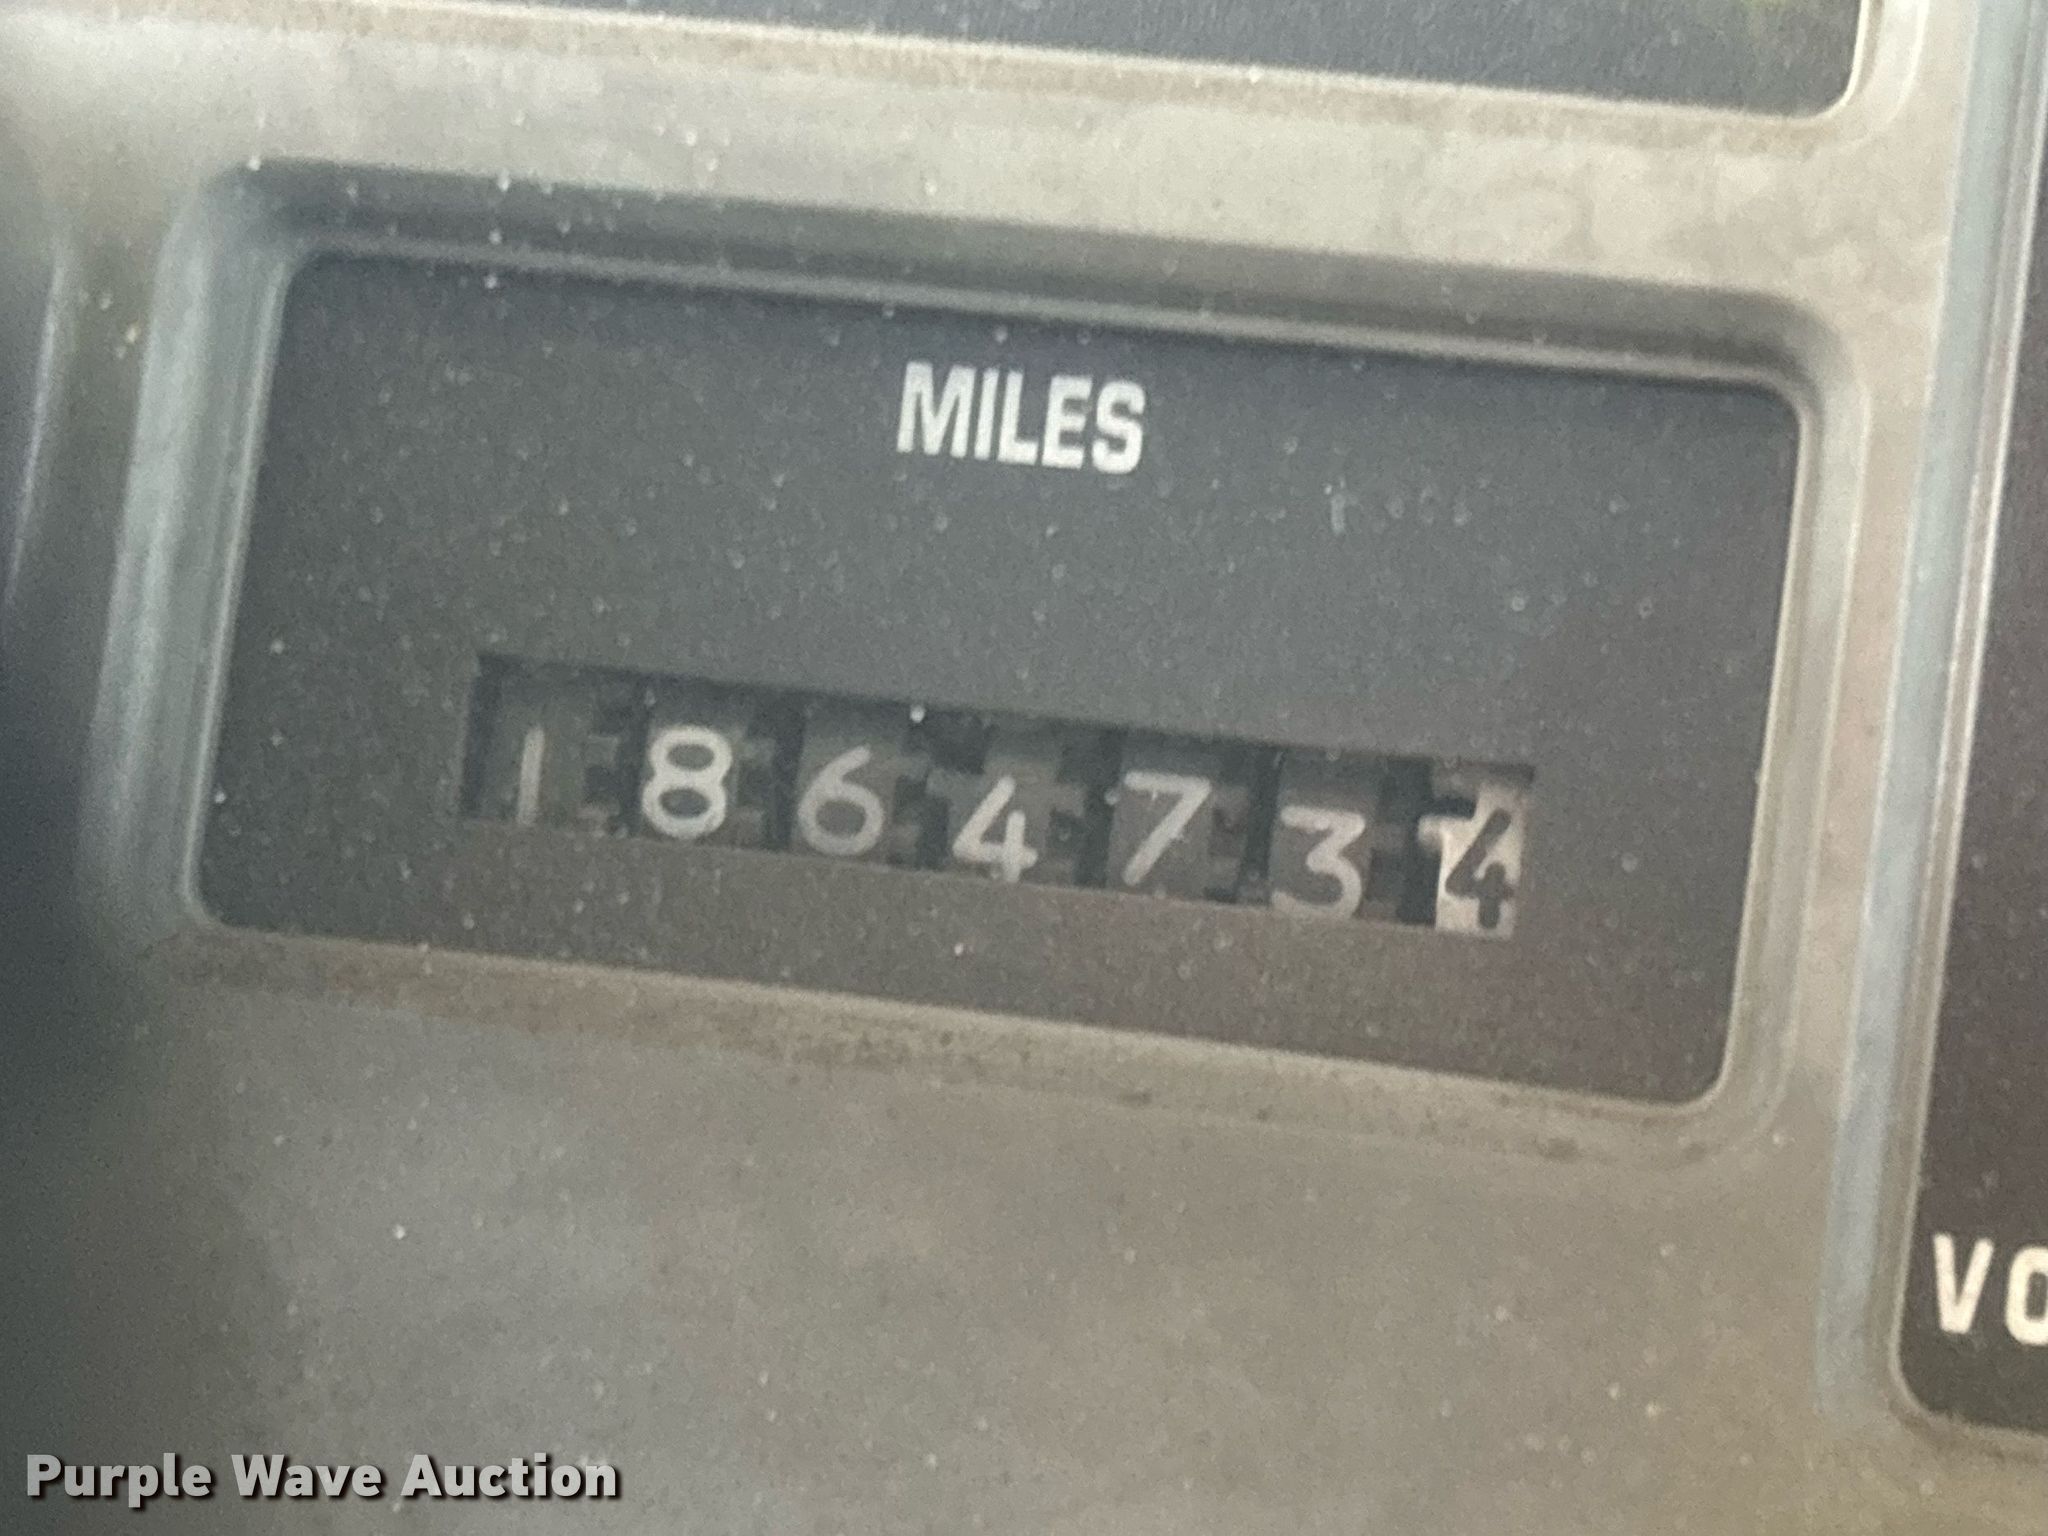 MILES
1864734
VO
Purple Wave Auction